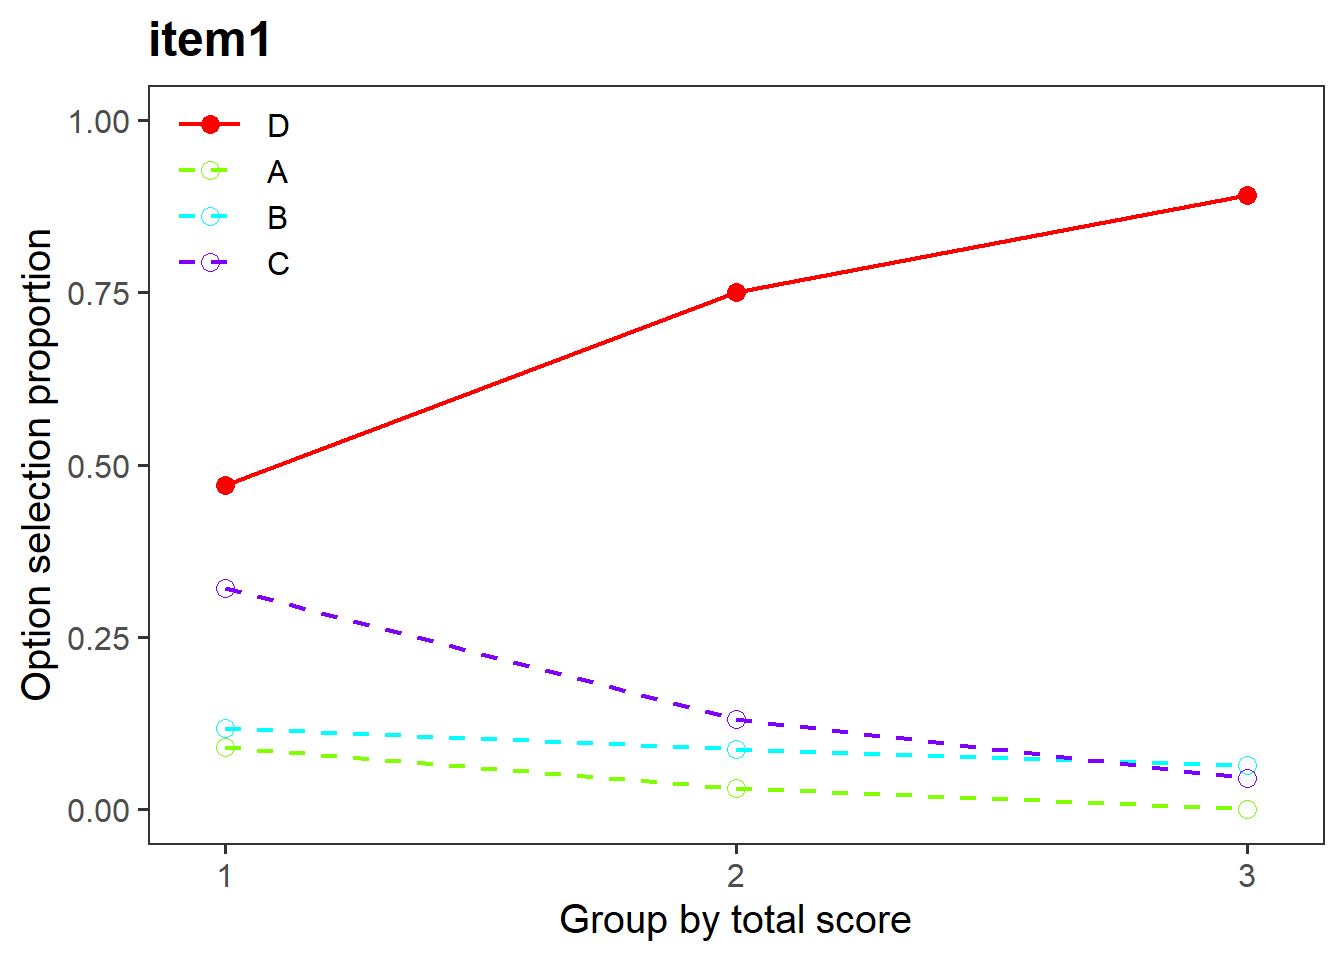 item1
1.00
0.75
0.50
0.25
0.00
D
A
B
C
Option selection proportion
1 2 3
Group by total score